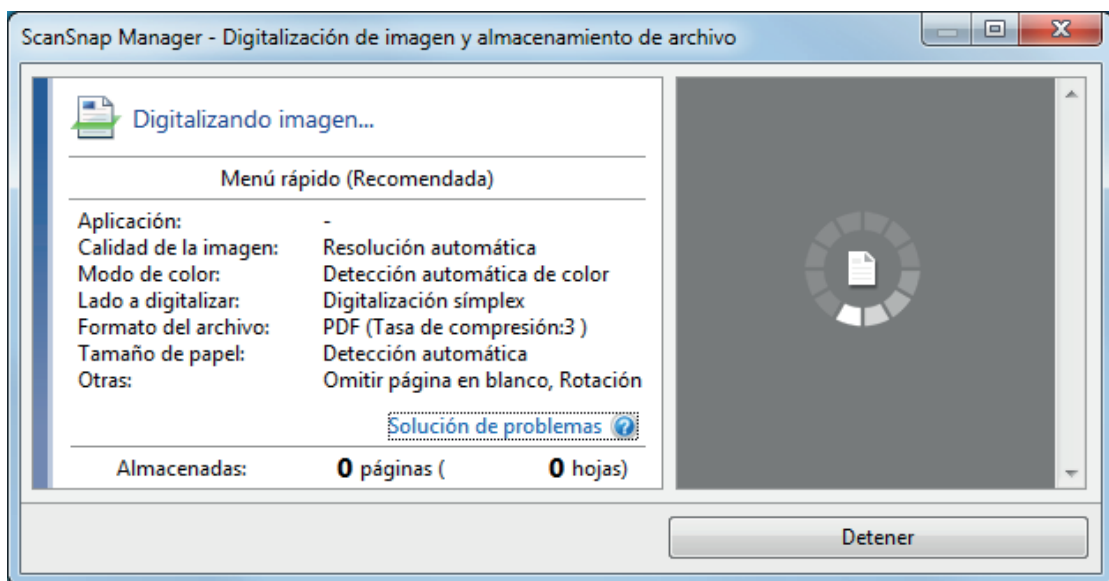 ScanSnap Manager - Digitalización de imagen y almacenamiento de archivo
Digitalizando imagen...
Menú rápido (Recomendada)
Aplicación: -
Calidad de la imagen: Resolución automática
Modo de color: Detección automática de color
Lado a digitalizar: Digitalización símplex
Formato del archivo: PDF (Tasa de compresión:3 )
Tamaño de papel: Detección automática
Otras: Omitir página en blanco, Rotación
Solución de problemas ?
Almacenadas: 0 páginas ( 0 hojas)
Detener